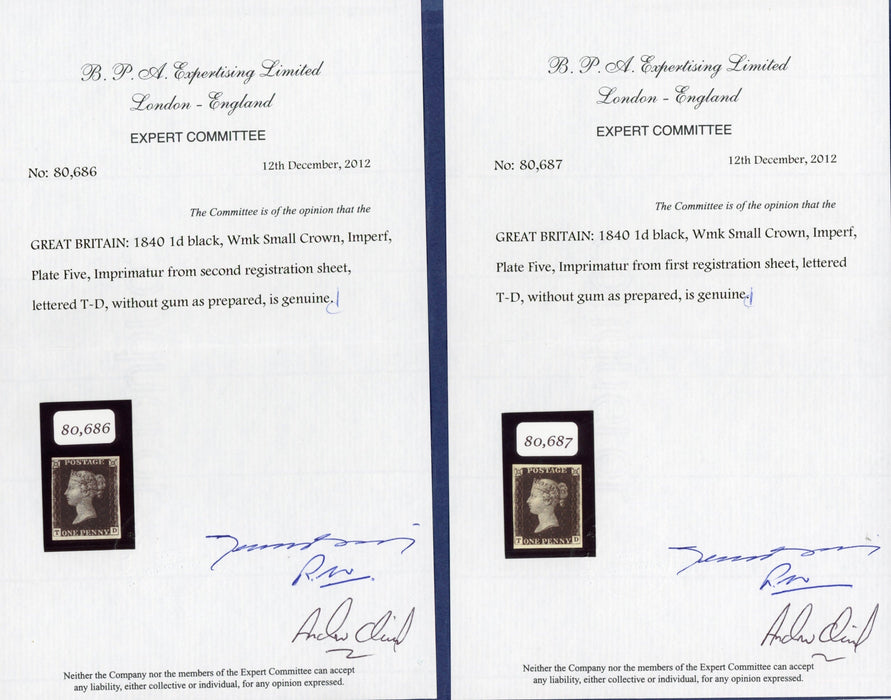 B. P. A. Expertising Limited
London - England
EXPERT COMMITTEE
No: 80,686
12th December, 2012
The Committee is of the opinion that the
GREAT BRITAIN: 1840 1d black, Wmk Small Crown, Imperf,
Plate Five, Imprimatur from second registration sheet,
lettered T-D, without gum as prepared, is genuine.
80,686
POSTAGE
T ONE PENNY D
Neither the Company nor the members of the Expert Committee can accept
any liability, either collective or individual, for any opinion expressed.
B. P. A. Expertising Limited
London - England
EXPERT COMMITTEE
No: 80,687
12th December, 2012
The Committee is of the opinion that the
GREAT BRITAIN: 1840 1d black, Wmk Small Crown, Imperf,
Plate Five, Imprimatur from first registration sheet, lettered
T-D, without gum as prepared, is genuine.
80,687
POSTAGE
T ONE PENNY D
Neither the Company nor the members of the Expert Committee can accept
any liability, either collective or individual, for any opinion expressed.